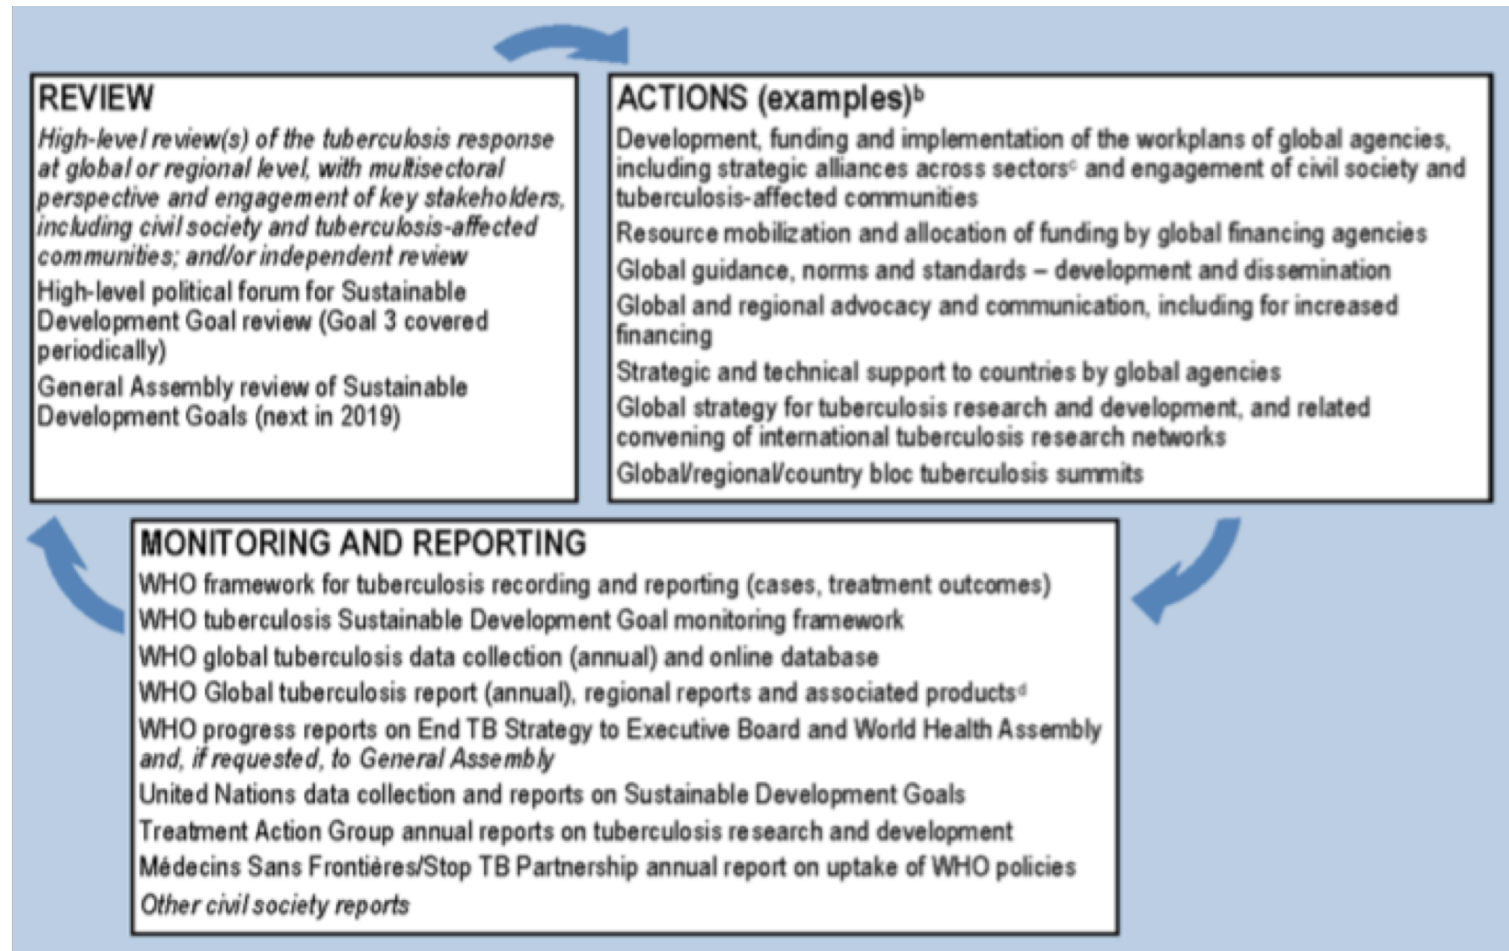 REVIEW
High-level review(s) of the tuberculosis response
at global or regional level, with multisectoral
perspective and engagement of key stakeholders,
including civil society and tuberculosis-affected
communities; and/or independent review
High-level political forum for Sustainable
Development Goal review (Goal 3 covered
periodically)
General Assembly review of Sustainable
Development Goals (next in 2019)
ACTIONS (examples)ᵇ
Development, funding and implementation of the workplans of global agencies,
including strategic alliances across sectorsᶜ and engagement of civil society and
tuberculosis-affected communities
Resource mobilization and allocation of funding by global financing agencies
Global guidance, norms and standards – development and dissemination
Global and regional advocacy and communication, including for increased
financing
Strategic and technical support to countries by global agencies
Global strategy for tuberculosis research and development, and related
convening of international tuberculosis research networks
Global/regional/country bloc tuberculosis summits
MONITORING AND REPORTING
WHO framework for tuberculosis recording and reporting (cases, treatment outcomes)
WHO tuberculosis Sustainable Development Goal monitoring framework
WHO global tuberculosis data collection (annual) and online database
WHO Global tuberculosis report (annual), regional reports and associated productsᵈ
WHO progress reports on End TB Strategy to Executive Board and World Health Assembly
and, if requested, to General Assembly
United Nations data collection and reports on Sustainable Development Goals
Treatment Action Group annual reports on tuberculosis research and development
Médecins Sans Frontières/Stop TB Partnership annual report on uptake of WHO policies
Other civil society reports